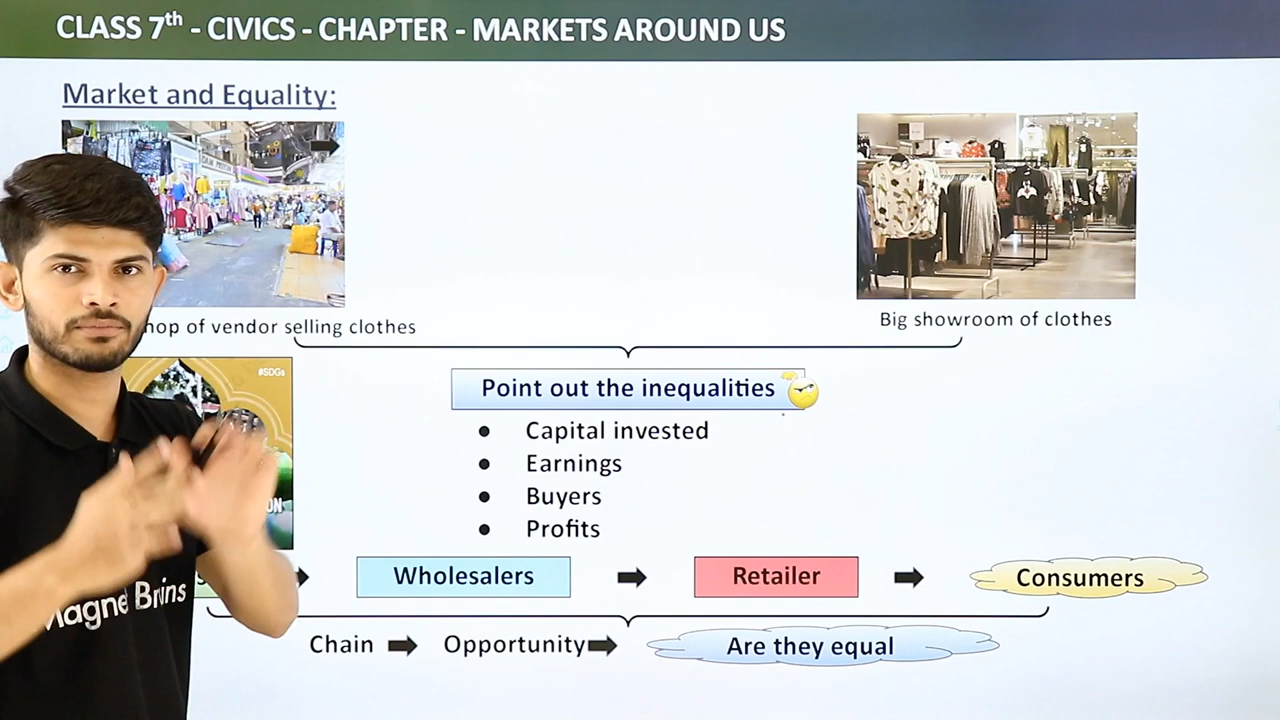 CLASS 7th - CIVICS - CHAPTER - MARKETS AROUND US
Market and Equality:
of vendor selling clothes
Big showroom of clothes
#SDGs
Point out the inequalities
● Capital invested
● Earnings
● Buyers
● Profits
Wholesalers
Retailer
Consumers
Chain
Opportunity
Are they equal